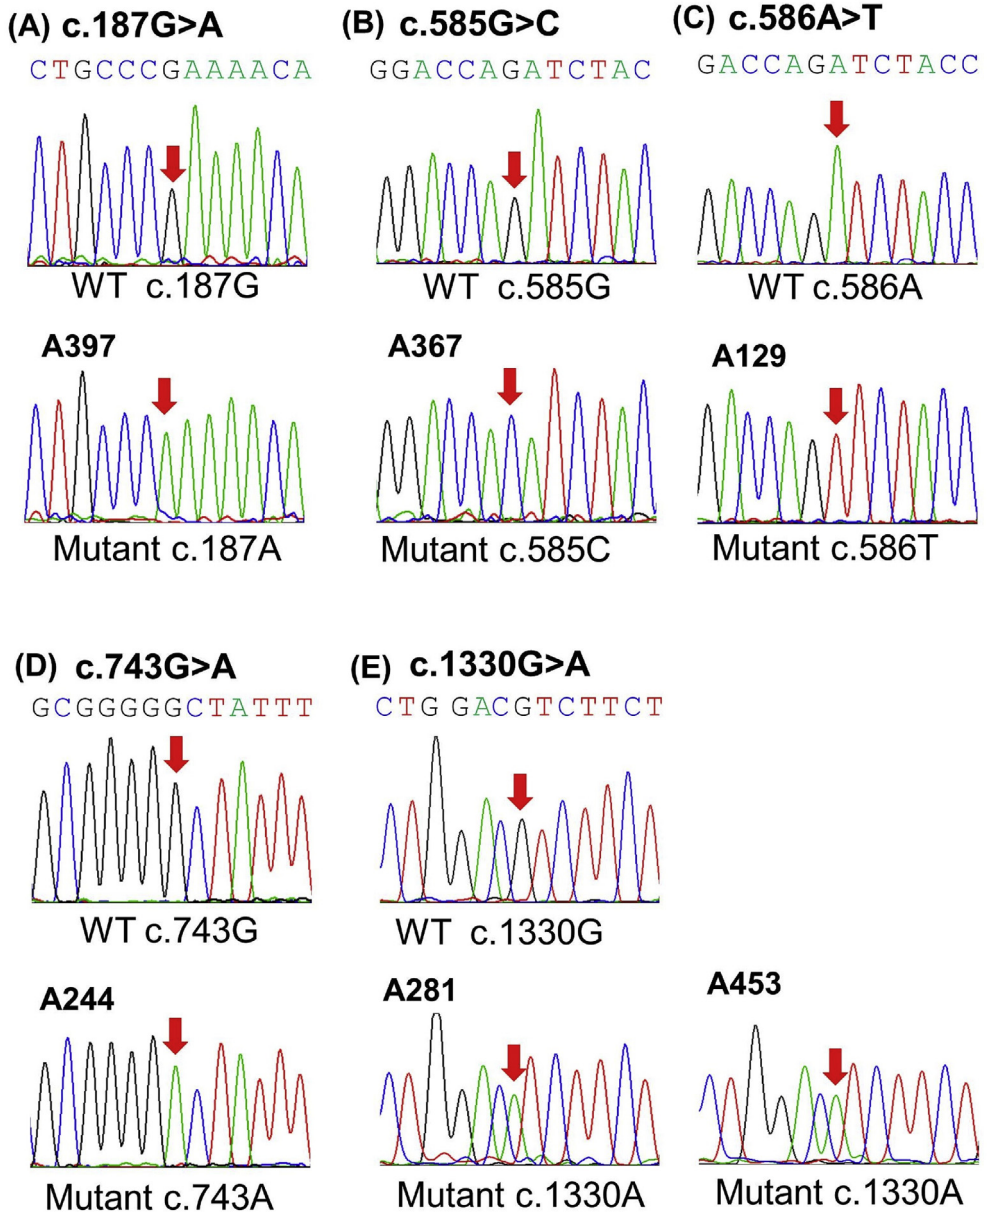 (A) c.187G>A
CTGCCCGAAAACA
WT c.187G
A397
Mutant c.187A
(B) c.585G>C
GGACCAGATCTAC
WT c.585G
A367
Mutant c.585C
(C) c.586A>T
GACCAGATCTACC
WT c.586A
A129
Mutant c.586T
(D) c.743G>A
GCGGGGGCTATTT
WT c.743G
A244
Mutant c.743A
(E) c.1330G>A
CTG GACGTCTTCT
WT c.1330G
A281
Mutant c.1330A
A453
Mutant c.1330A